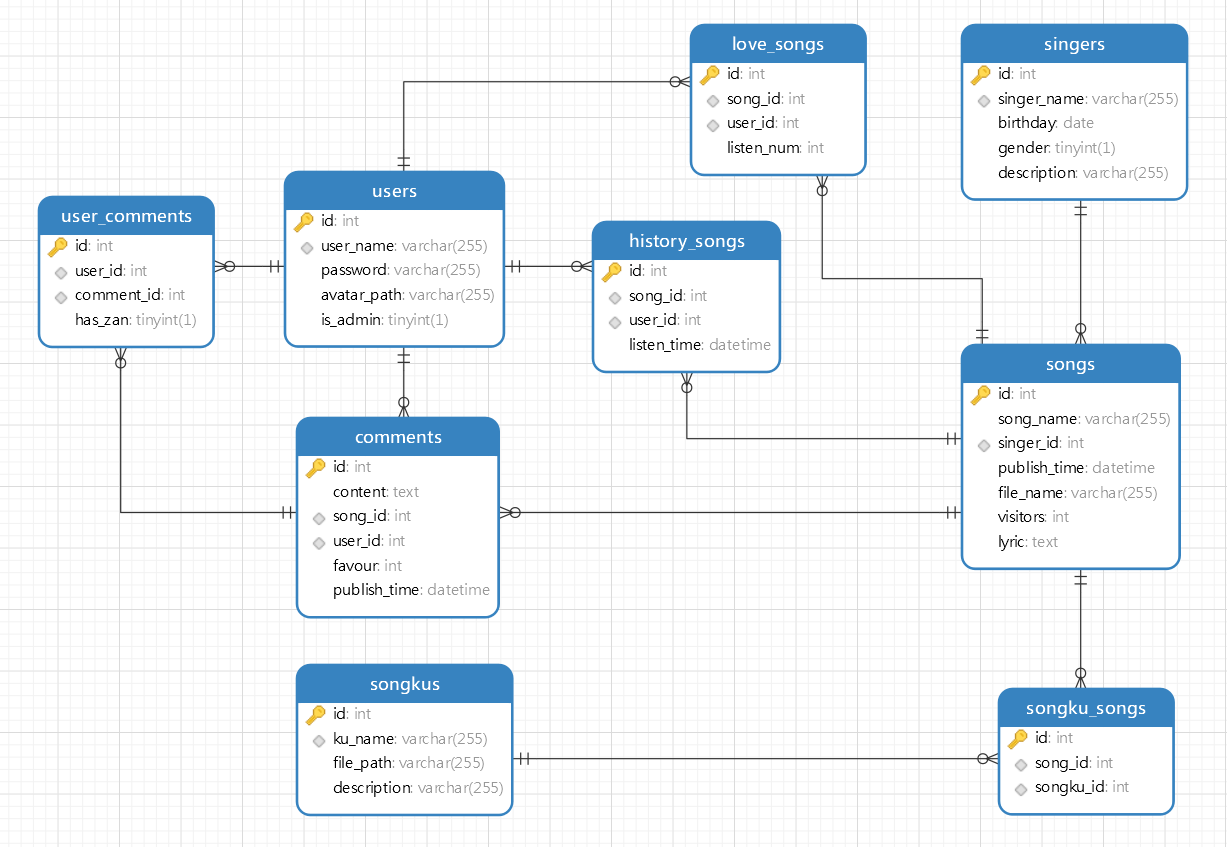 love_songs
id: int
song_id: int
user_id: int
listen_num: int
singers
id: int
singer_name: varchar(255)
birthday: date
gender: tinyint(1)
description: varchar(255)
users
id: int
user_name: varchar(255)
password: varchar(255)
avatar_path: varchar(255)
is_admin: tinyint(1)
user_comments
id: int
user_id: int
comment_id: int
has_zan: tinyint(1)
history_songs
id: int
song_id: int
user_id: int
listen_time: datetime
songs
id: int
song_name: varchar(255)
singer_id: int
publish_time: datetime
file_name: varchar(255)
visitors: int
lyric: text
comments
id: int
content: text
song_id: int
user_id: int
favour: int
publish_time: datetime
songkus
id: int
ku_name: varchar(255)
file_path: varchar(255)
description: varchar(255)
songku_songs
id: int
song_id: int
songku_id: int